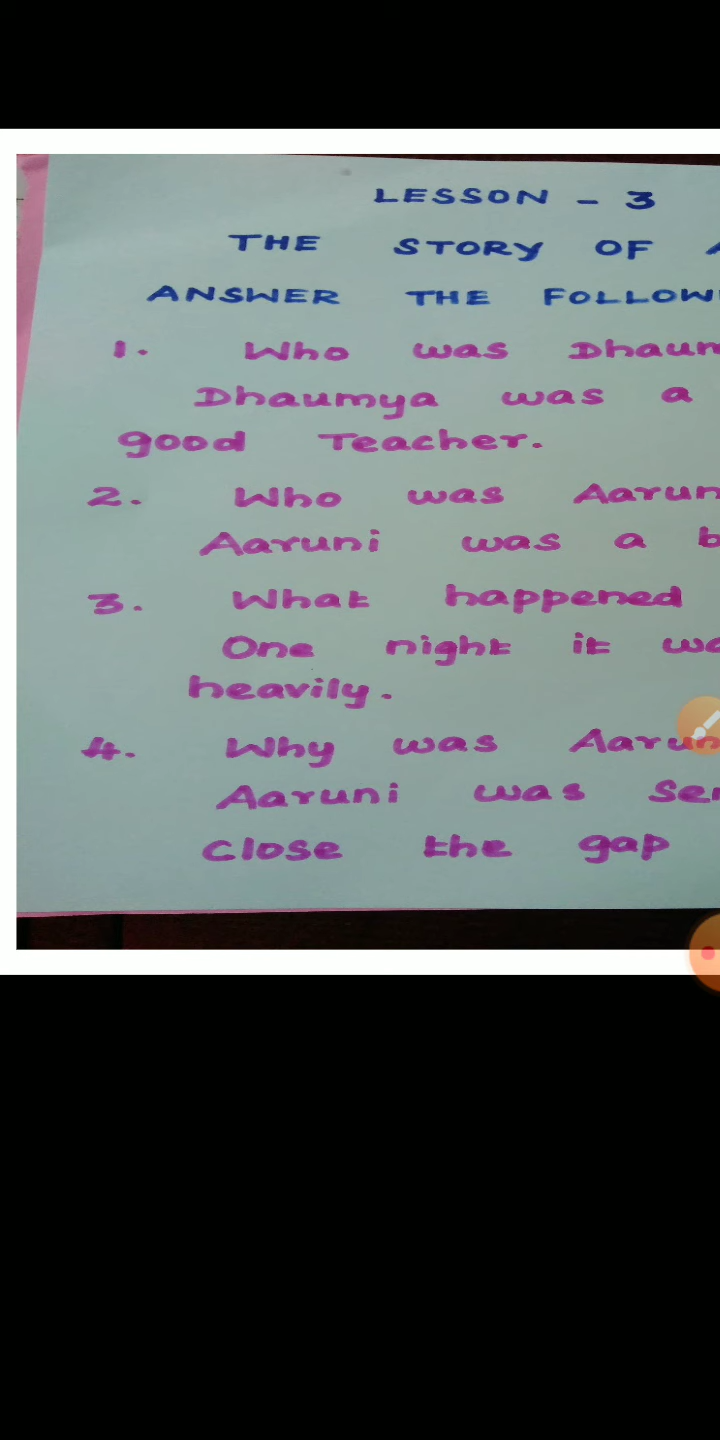 LESSON - 3
THE STORY OF
ANSWER THE
1. Who was
Dhaumya was a
good Teacher.
2. Who was
Aaruni was a
3. What happened
One night it
heavily.
4. Why was
Aaruni was
close the gap